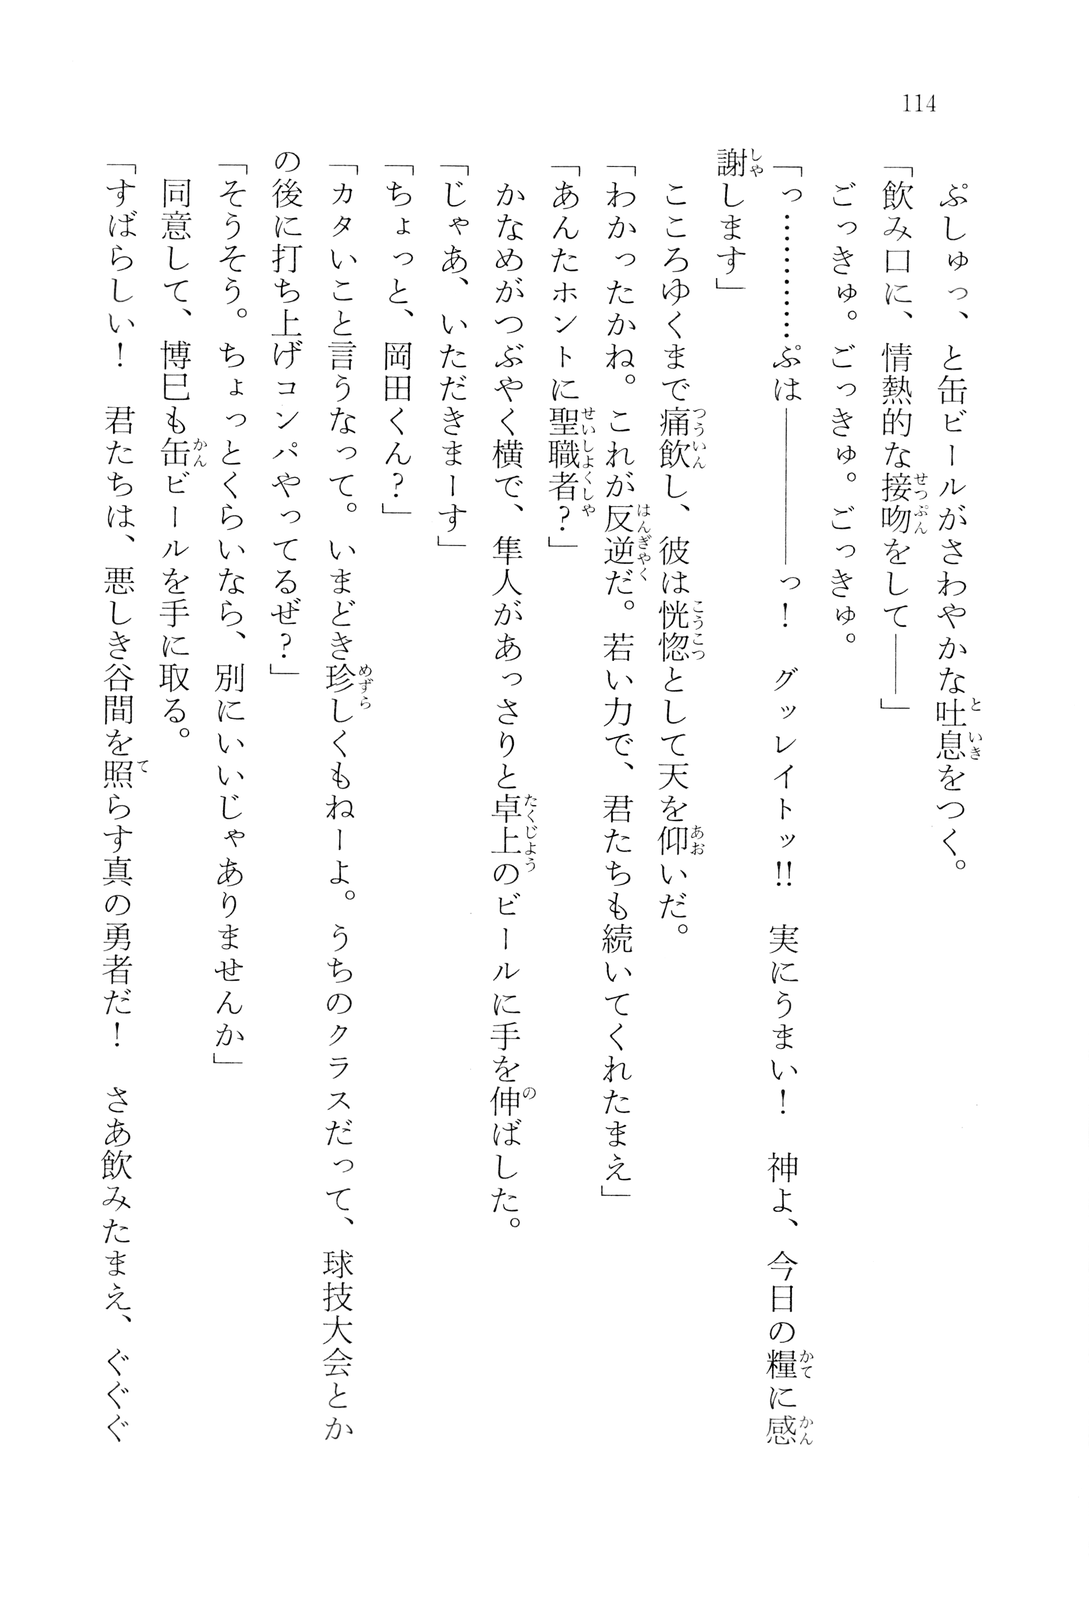 114
ぷしゅっ、と缶ビールがさわやかな吐息をつく。
「飲み口に、情熱的な接吻をして――」
ごっきゅ。ごっきゅ。ごっきゅ。
「っ…………ぷは――――――っ！　グッレイトッ!!　実にうまい！　神よ、今日の糧に感
謝します」
こころゆくまで痛飲し、彼は恍惚として天を仰いだ。
「わかったかね。これが反逆だ。若い力で、君たちも続いてくれたまえ」
「あんたホントに聖職者？」
かなめがつぶやく横で、隼人があっさりと卓上のビールに手を伸ばした。
「じゃあ、いただきまーす」
「ちょっと、岡田くん？」
「カタいこと言うなって。いまどき珍しくもねーよ。うちのクラスだって、球技大会とか
の後に打ち上げコンパやってるぜ？」
「そうそう。ちょっとくらいなら、別にいいじゃありませんか」
同意して、博巳も缶ビールを手に取る。
「すばらしい！　君たちは、悪しき谷間を照らす真の勇者だ！　さあ飲みたまえ、ぐぐぐ